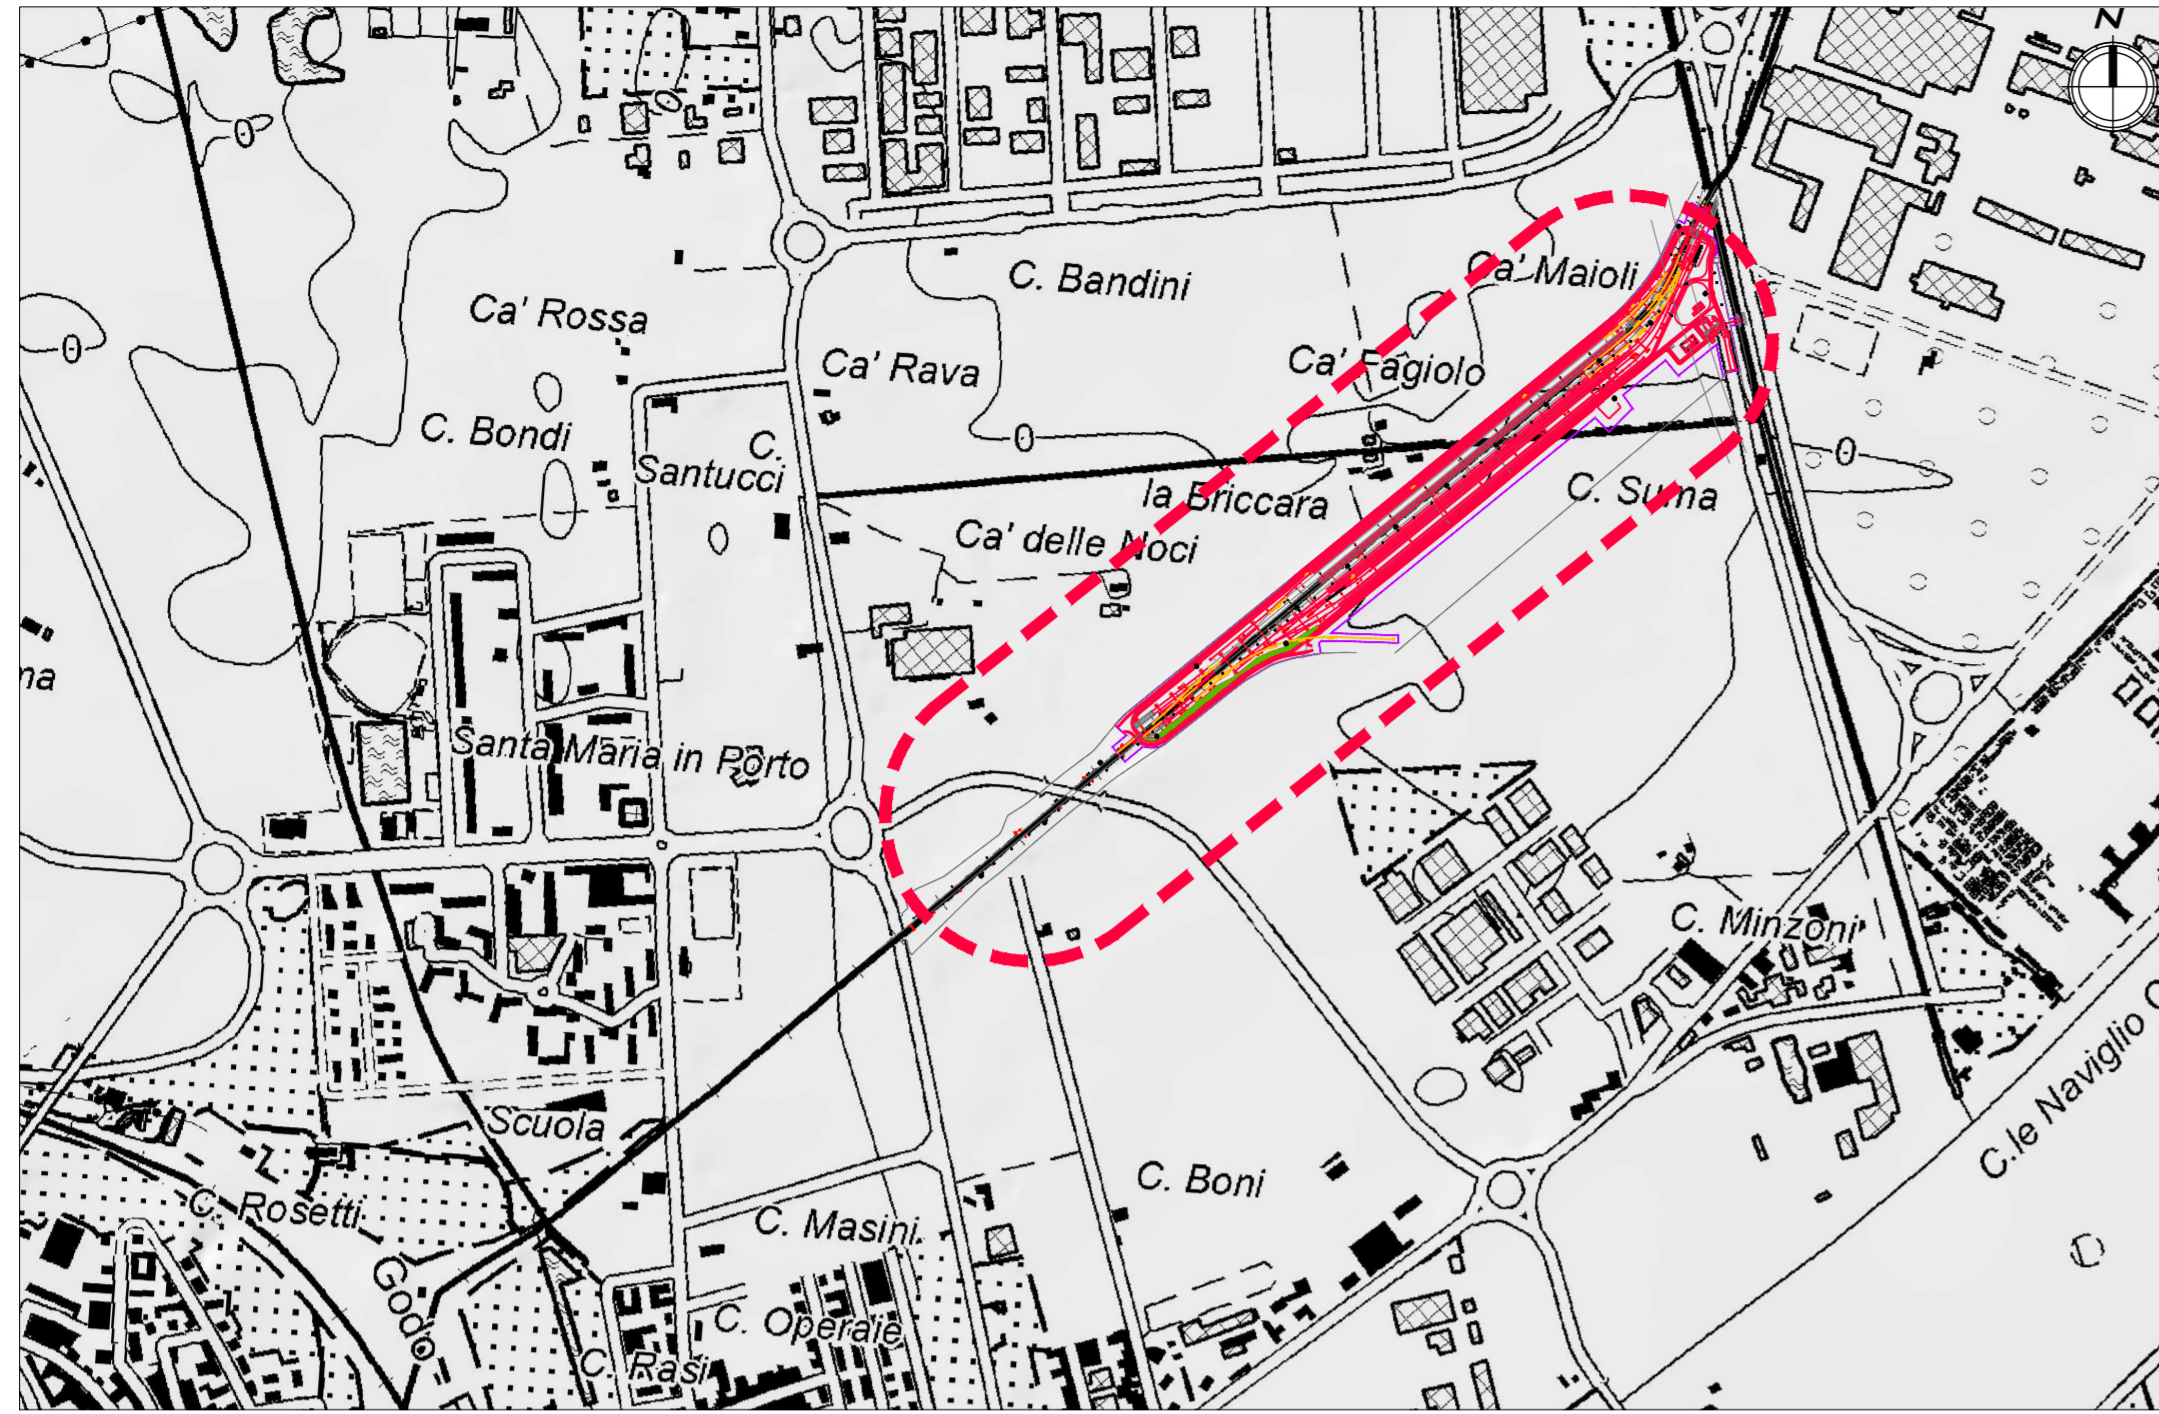 N
0
C. Bandini
Ca' Maioli
Ca' Rossa
0
Ca' Rava
Ca' Fagiolo
C. Bondi
C.
Santucci
0
0
la Briccara
C. Suma
Ca' delle Noci
na
Santa Maria in Porto
C. Minzoni
Scuola
C. Rosetti
C. Boni
C.le Naviglio C
C. Masini
Godo
C. Operaie
C. Rasi